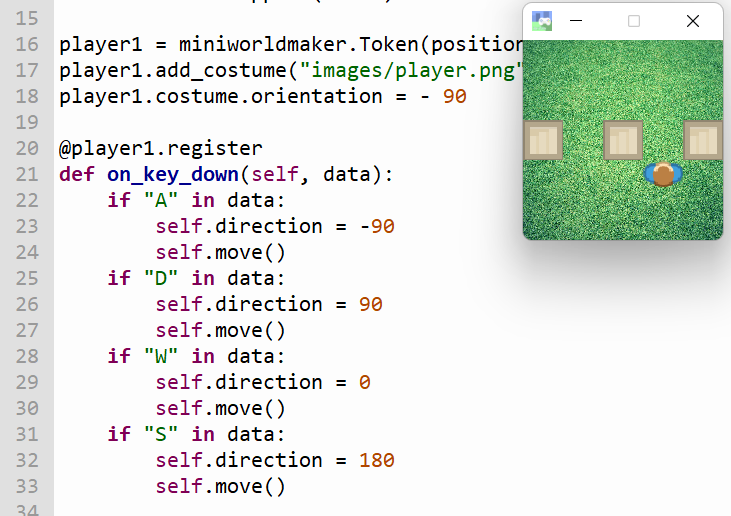 15
16 player1 = miniworldmaker.Token(position
17 player1.add_costume("images/player.png"
18 player1.costume.orientation = - 90
19
20 @player1.register
21 def on_key_down(self, data):
22     if "A" in data:
23         self.direction = -90
24         self.move()
25     if "D" in data:
26         self.direction = 90
27         self.move()
28     if "W" in data:
29         self.direction = 0
30         self.move()
31     if "S" in data:
32         self.direction = 180
33         self.move()
34